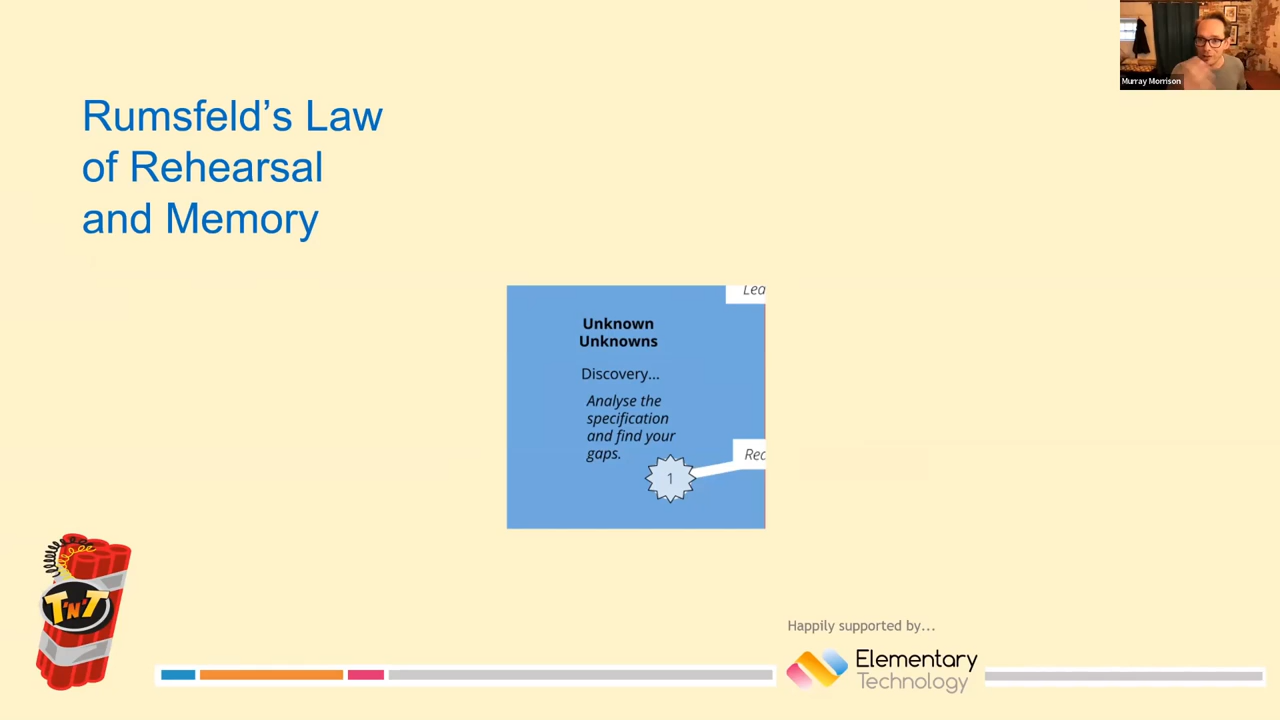 Murray Morrison
Rumsfeld's Law
of Rehearsal
and Memory
Lea
Unknown
Unknowns
Discovery...
Analyse the
specification
and find your
gaps.
Rec
1
T'N'T
Happily supported by...
Elementary
Technology